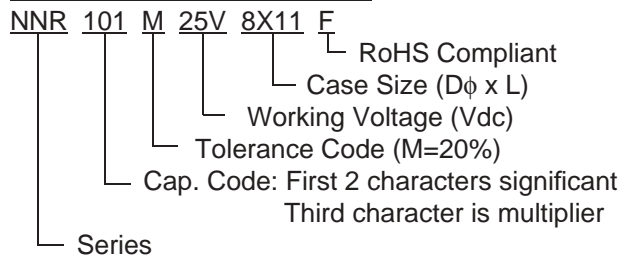 NNR 101 M 25V 8X11 F
RoHS Compliant
Case Size (Dϕ x L)
Working Voltage (Vdc)
Tolerance Code (M=20%)
Cap. Code: First 2 characters significant
Third character is multiplier
Series